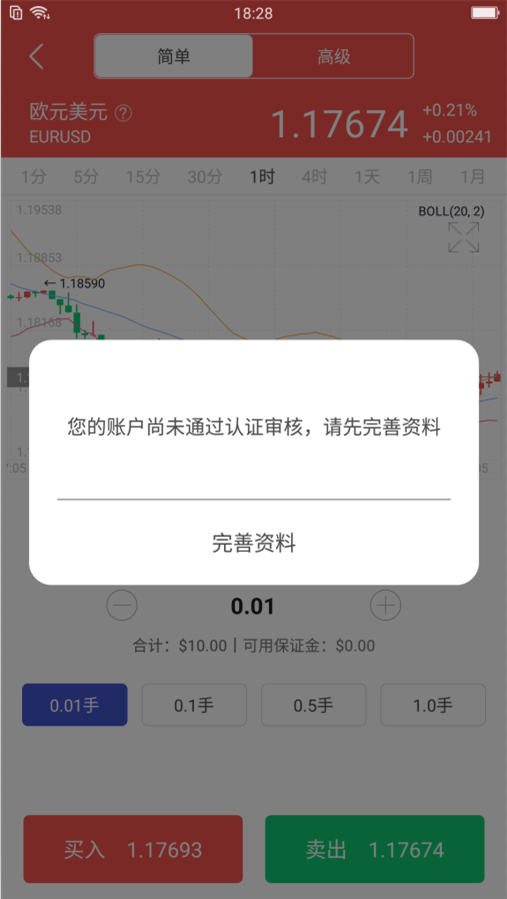 18:28
简单
高级
欧元美元 ?
EURUSD
1.17674
+0.21%
+0.00241
1分 5分 15分 30分 1时 4时 1天 1周 1月
1.19538
BOLL(20, 2)
1.18853
←1.18590
1.18168
您的账户尚未通过认证审核，请先完善资料
完善资料
0.01
合计：$10.00 | 可用保证金：$0.00
0.01手 0.1手 0.5手 1.0手
买入 1.17693
卖出 1.17674